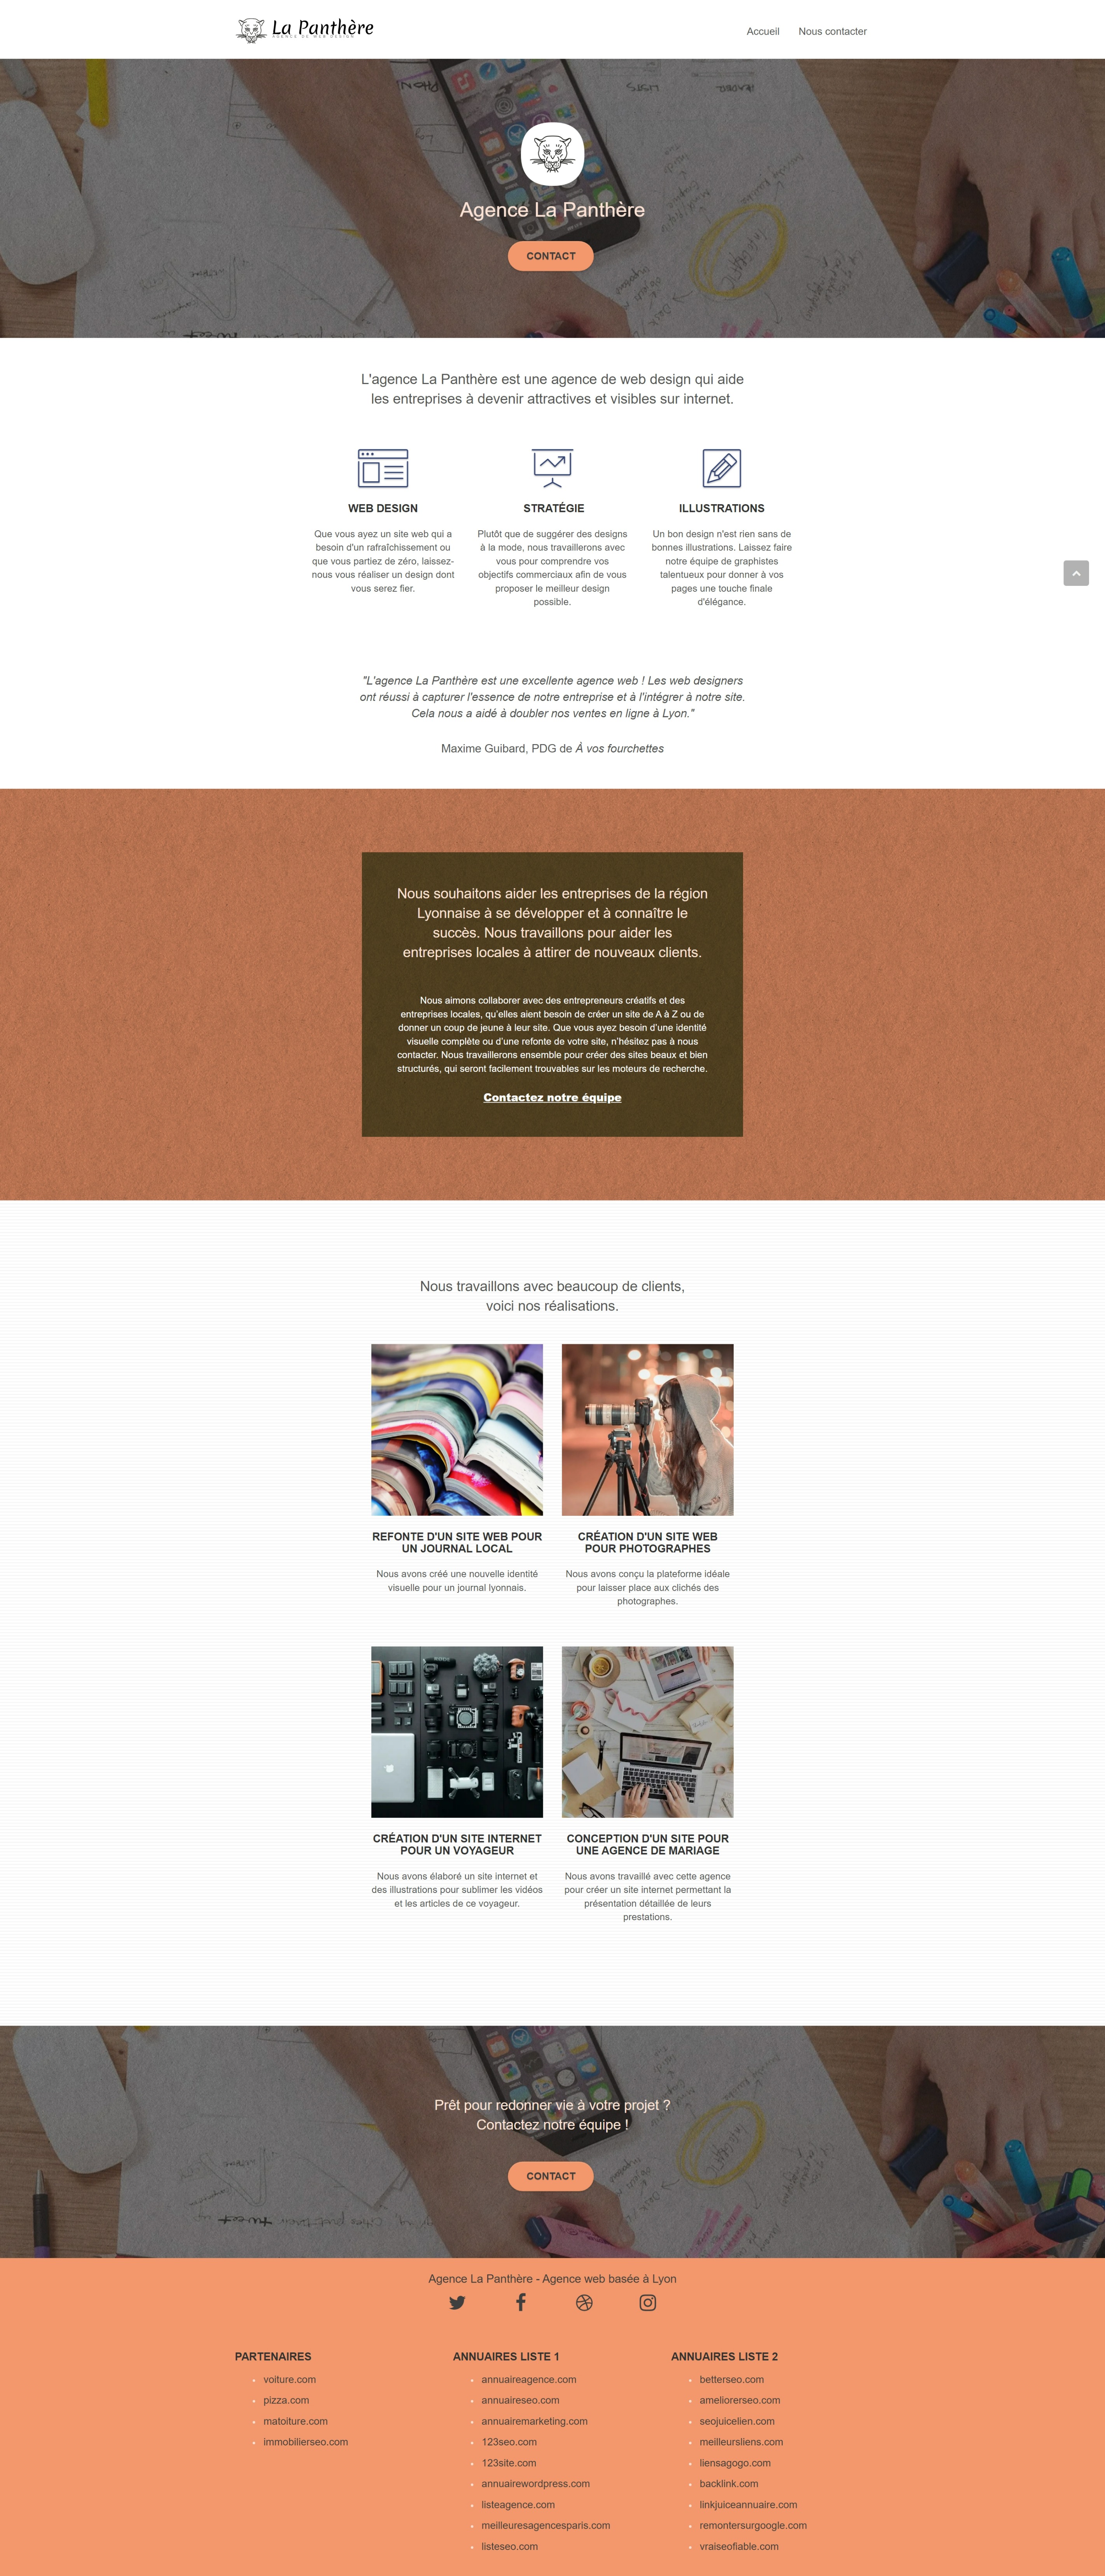 La Panthère
AGENCE DE WEB DESIGN
Accueil
Nous contacter
Agence La Panthère
CONTACT
L'agence La Panthère est une agence de web design qui aide
les entreprises à devenir attractives et visibles sur internet.
WEB DESIGN
Que vous ayez un site web qui a
besoin d'un rafraîchissement ou
que vous partiez de zéro, laissez-
nous vous réaliser un design dont
vous serez fier.
STRATÉGIE
Plutôt que de suggérer des designs
à la mode, nous travaillerons avec
vous pour comprendre vos
objectifs commerciaux afin de vous
proposer le meilleur design
possible.
ILLUSTRATIONS
Un bon design n'est rien sans de
bonnes illustrations. Laissez faire
notre équipe de graphistes
talentueux pour donner à vos
pages une touche finale
d'élégance.
"L'agence La Panthère est une excellente agence web ! Les web designers
ont réussi à capturer l'essence de notre entreprise et à l'intégrer à notre site.
Cela nous a aidé à doubler nos ventes en ligne à Lyon."
Maxime Guibard, PDG de À vos fourchettes
Nous souhaitons aider les entreprises de la région
Lyonnaise à se développer et à connaître le
succès. Nous travaillons pour aider les
entreprises locales à attirer de nouveaux clients.
Nous aimons collaborer avec des entrepreneurs créatifs et des
entreprises locales, qu'elles aient besoin de créer un site de A à Z ou de
donner un coup de jeune à leur site. Que vous ayez besoin d'une identité
visuelle complète ou d'une refonte de votre site, n'hésitez pas à nous
contacter. Nous travaillerons ensemble pour créer des sites beaux et bien
structurés, qui seront facilement trouvables sur les moteurs de recherche.
Contactez notre équipe
Nous travaillons avec beaucoup de clients,
voici nos réalisations.
REFONTE D'UN SITE WEB POUR
UN JOURNAL LOCAL
Nous avons créé une nouvelle identité
visuelle pour un journal lyonnais.
CRÉATION D'UN SITE WEB
POUR PHOTOGRAPHES
Nous avons conçu la plateforme idéale
pour laisser place aux clichés des
photographes.
CRÉATION D'UN SITE INTERNET
POUR UN VOYAGEUR
Nous avons élaboré un site internet et
des illustrations pour sublimer les vidéos
et les articles de ce voyageur.
CONCEPTION D'UN SITE POUR
UNE AGENCE DE MARIAGE
Nous avons travaillé avec cette agence
pour créer un site internet permettant la
présentation détaillée de leurs
prestations.
Prêt pour redonner vie à votre projet ?
Contactez notre équipe !
CONTACT
Agence La Panthère - Agence web basée à Lyon
PARTENAIRES
voiture.com
pizza.com
matoiture.com
immobilierseo.com
ANNUAIRES LISTE 1
annuaireagence.com
annuaireseo.com
annuairemarketing.com
123seo.com
123site.com
annuairewordpress.com
listeagence.com
meilleuresagencesparis.com
listeseo.com
ANNUAIRES LISTE 2
betterseo.com
ameliorerseo.com
seojuicelien.com
meilleursliens.com
liensagogo.com
backlink.com
linkjuiceannuaire.com
remontersurgoogle.com
vraiseofiable.com